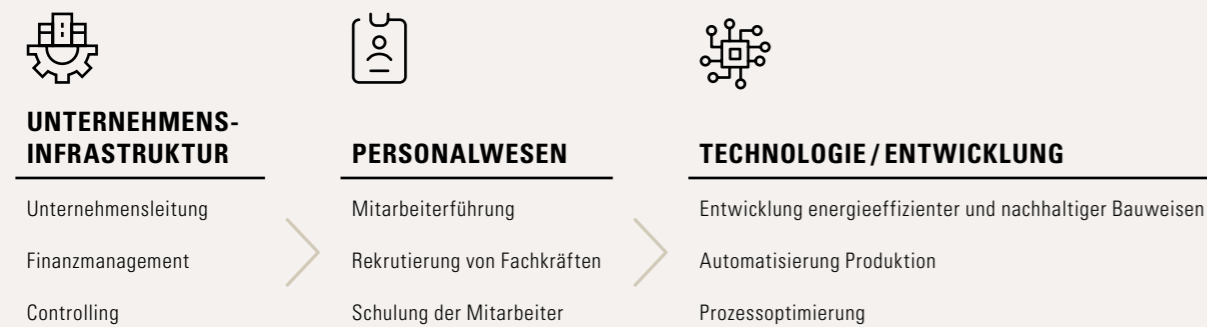 UNTERNEHMENS-
INFRASTRUKTUR
Unternehmensleitung
Finanzmanagement
Controlling
PERSONALWESEN
Mitarbeiterführung
Rekrutierung von Fachkräften
Schulung der Mitarbeiter
TECHNOLOGIE/ENTWICKLUNG
Entwicklung energieeffizienter und nachhaltiger Bauweisen
Automatisierung Produktion
Prozessoptimierung